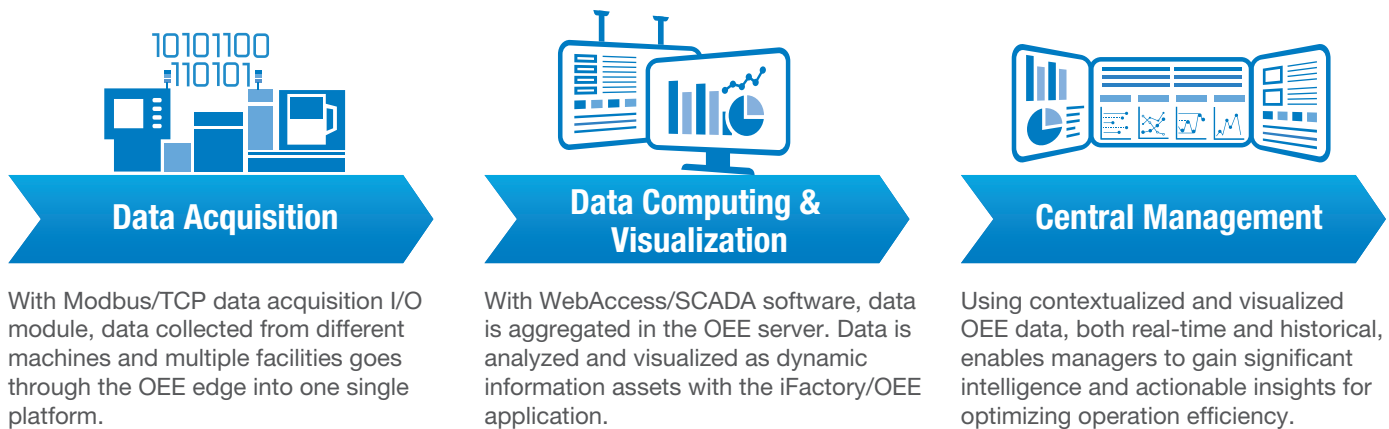 10101100
110101
Data Acquisition
With Modbus/TCP data acquisition I/O
module, data collected from different
machines and multiple facilities goes
through the OEE edge into one single
platform.
Data Computing &
Visualization
With WebAccess/SCADA software, data
is aggregated in the OEE server. Data is
analyzed and visualized as dynamic
information assets with the iFactory/OEE
application.
Central Management
Using contextualized and visualized
OEE data, both real-time and historical,
enables managers to gain significant
intelligence and actionable insights for
optimizing operation efficiency.